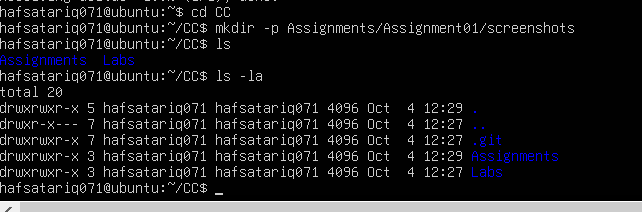 hafsatariq071@ubuntu:~$ cd CC
hafsatariq071@ubuntu:~/CC$ mkdir -p Assignments/Assignment01/screenshots
hafsatariq071@ubuntu:~/CC$ ls
Assignments  Labs
hafsatariq071@ubuntu:~/CC$ ls -la
total 20
drwxrwxr-x 5 hafsatariq071 hafsatariq071 4096 Oct  4 12:29 .
drwxr-x--- 7 hafsatariq071 hafsatariq071 4096 Oct  4 12:27 ..
drwxrwxr-x 7 hafsatariq071 hafsatariq071 4096 Oct  4 12:27 .git
drwxrwxr-x 3 hafsatariq071 hafsatariq071 4096 Oct  4 12:29 Assignments
drwxrwxr-x 3 hafsatariq071 hafsatariq071 4096 Oct  4 12:27 Labs
hafsatariq071@ubuntu:~/CC$ _